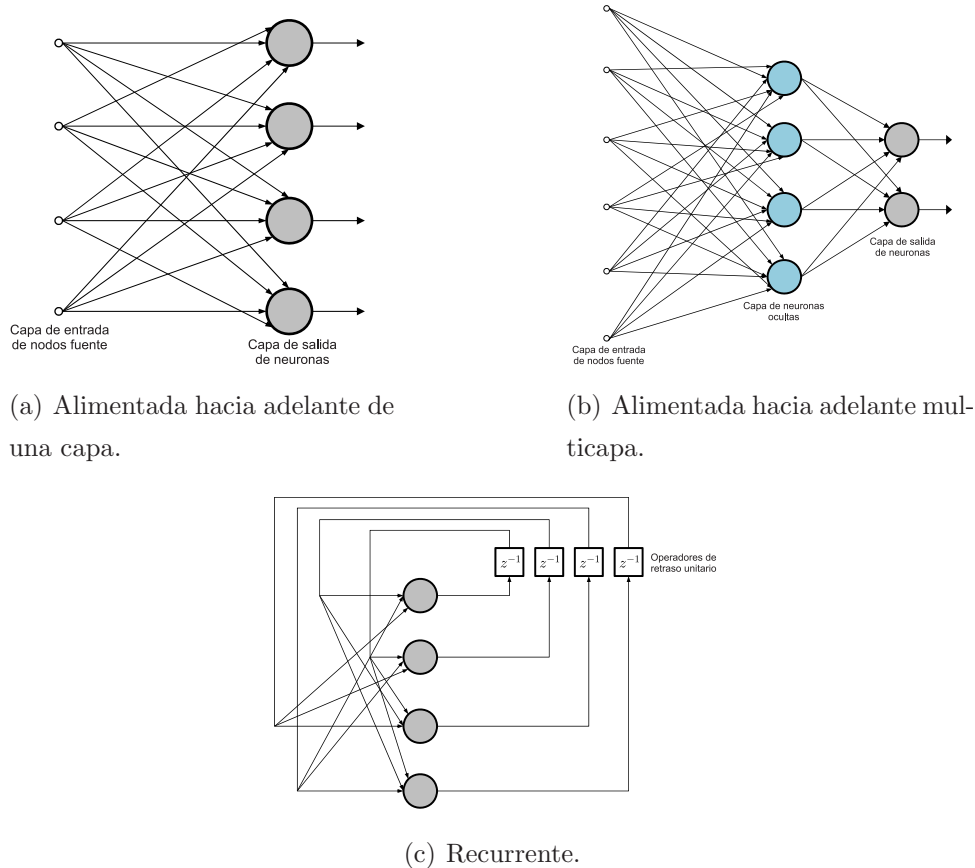 Capa de entrada
de nodos fuente
Capa de salida
de neuronas
Capa de entrada
de nodos fuente
Capa de neuronas
ocultas
Capa de salida
de neuronas
(a) Alimentada hacia adelante de
una capa.
(b) Alimentada hacia adelante mul-
ticapa.
z⁻¹ z⁻¹ z⁻¹ z⁻¹
Operadores de
retraso unitario
(c) Recurrente.